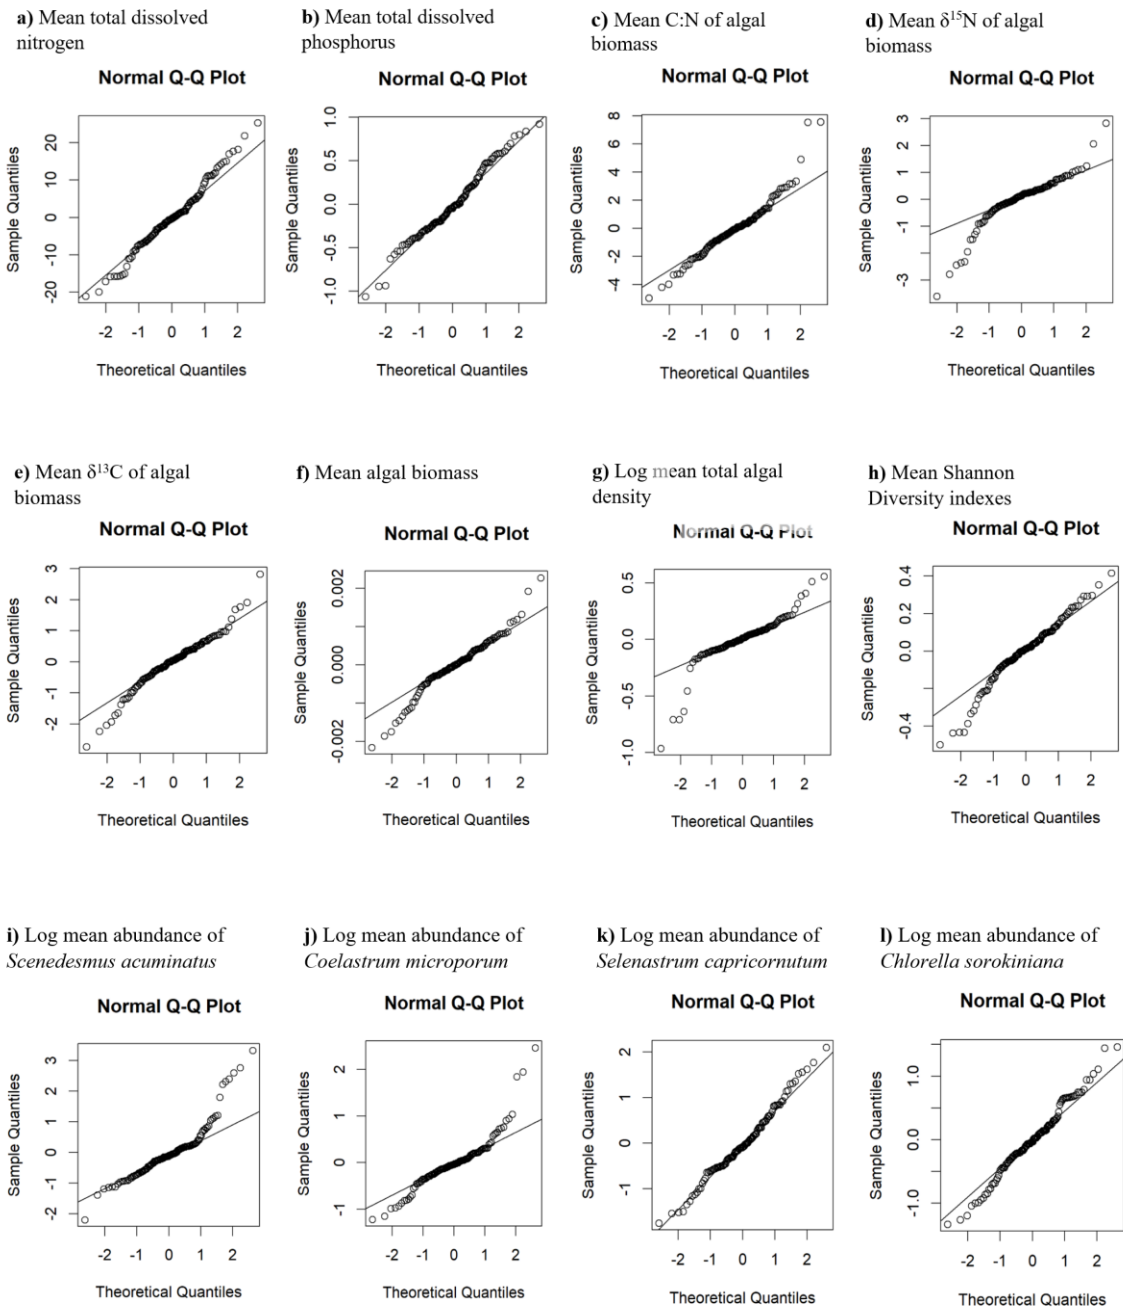 a) Mean total dissolved
nitrogen
b) Mean total dissolved
phosphorus
c) Mean C:N of algal
biomass
d) Mean δ¹⁵N of algal
biomass
Normal Q-Q Plot
Normal Q-Q Plot
Normal Q-Q Plot
Normal Q-Q Plot
Sample Quantiles
20
10
0
-10
-20
-2 -1 0 1 2
Theoretical Quantiles
Sample Quantiles
1.0
0.5
0.0
-0.5
-1.0
-2 -1 0 1 2
Theoretical Quantiles
Sample Quantiles
8
6
4
2
0
-2
-4
-2 -1 0 1 2
Theoretical Quantiles
Sample Quantiles
3
2
1
0
-1
-3
-2 -1 0 1 2
Theoretical Quantiles
e) Mean δ¹³C of algal
biomass
f) Mean algal biomass
g) Log mean total algal
density
h) Mean Shannon
Diversity indexes
Normal Q-Q Plot
Normal Q-Q Plot
Normal Q-Q Plot
Normal Q-Q Plot
Sample Quantiles
3
2
1
0
-1
-2
-2 -1 0 1 2
Theoretical Quantiles
Sample Quantiles
0.002
0.000
-0.002
-2 -1 0 1 2
Theoretical Quantiles
Sample Quantiles
0.5
0.0
-0.5
-1.0
-2 -1 0 1 2
Theoretical Quantiles
Sample Quantiles
0.4
0.2
0.0
-0.4
-2 -1 0 1 2
Theoretical Quantiles
i) Log mean abundance of
Scenedesmus acuminatus
j) Log mean abundance of
Coelastrum microporum
k) Log mean abundance of
Selenastrum capricornutum
l) Log mean abundance of
Chlorella sorokiniana
Normal Q-Q Plot
Normal Q-Q Plot
Normal Q-Q Plot
Normal Q-Q Plot
Sample Quantiles
3
2
1
0
-1
-2
-2 -1 0 1 2
Theoretical Quantiles
Sample Quantiles
2
1
0
-1
-2 -1 0 1 2
Theoretical Quantiles
Sample Quantiles
2
1
0
-1
-2 -1 0 1 2
Theoretical Quantiles
Sample Quantiles
1.0
0.0
-1.0
-2 -1 0 1 2
Theoretical Quantiles